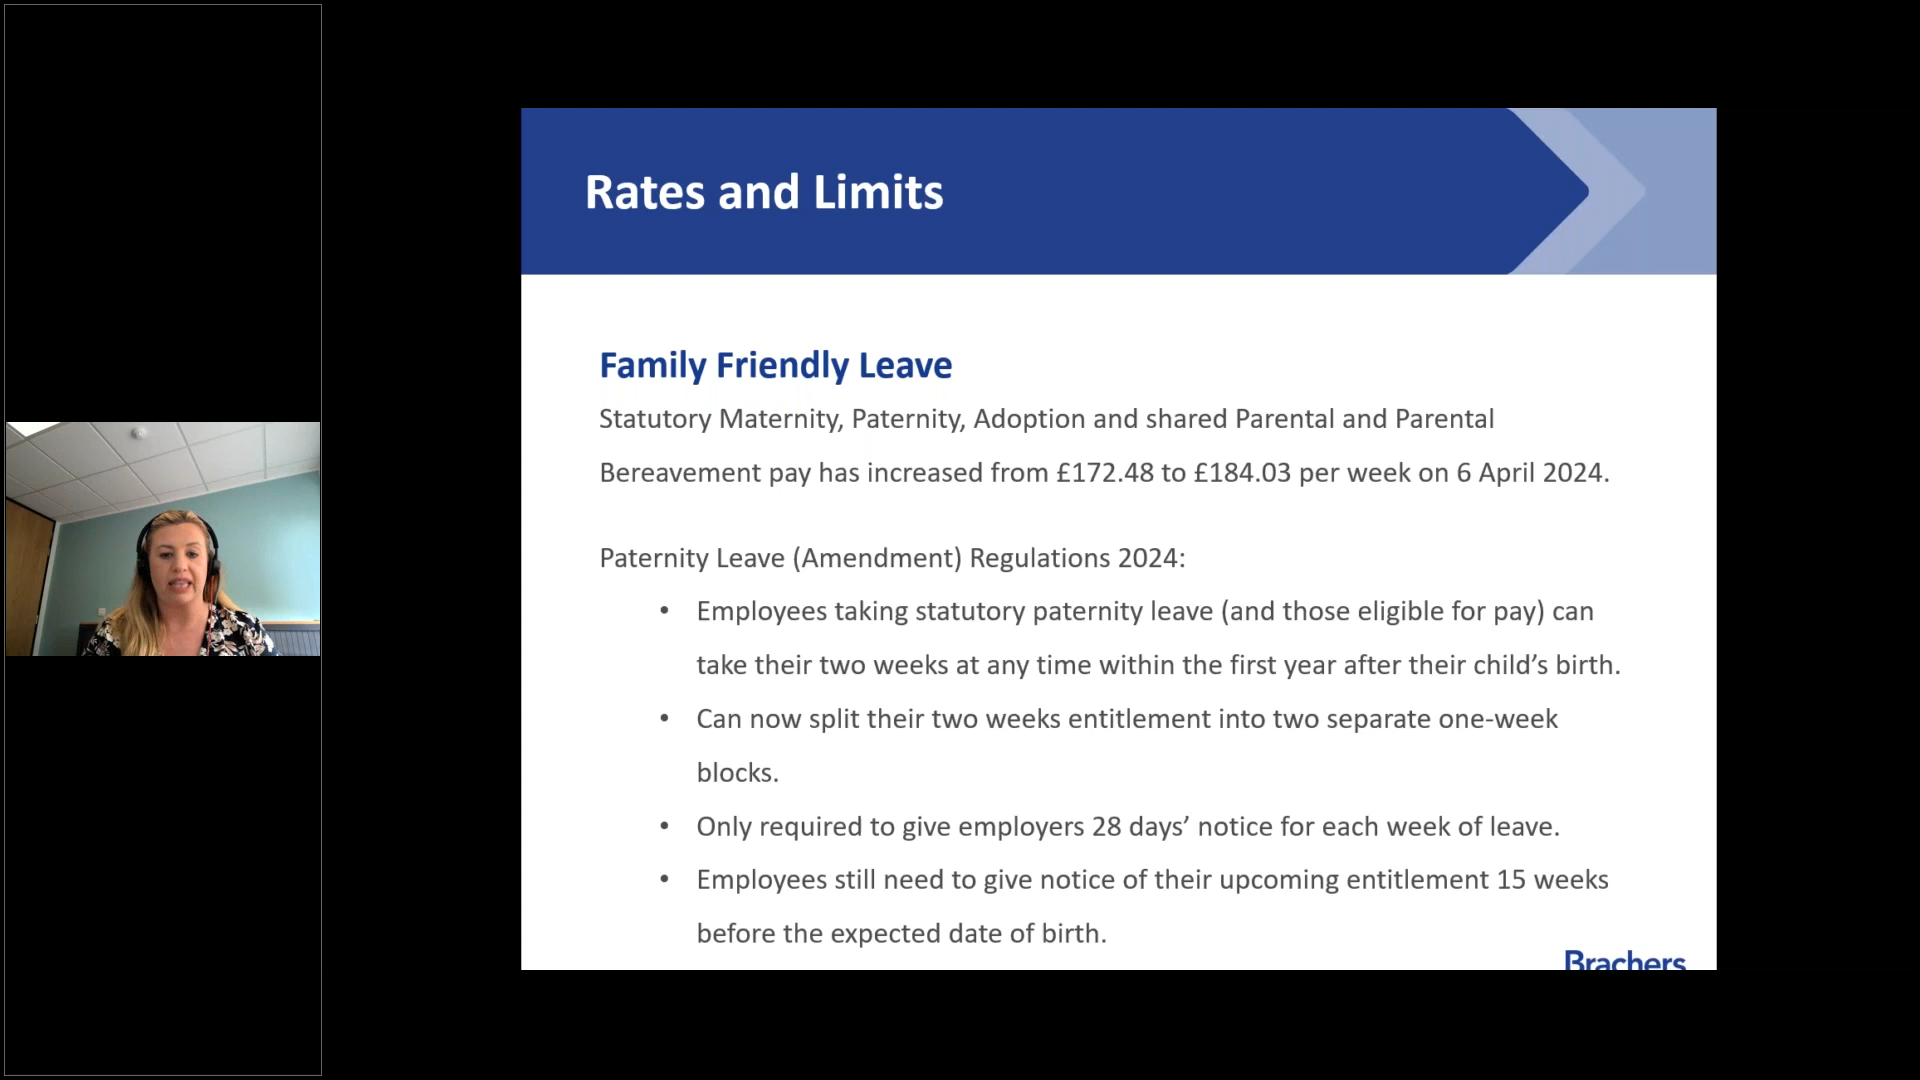 Rates and Limits
Family Friendly Leave
Statutory Maternity, Paternity, Adoption and shared Parental and Parental
Bereavement pay has increased from £172.48 to £184.03 per week on 6 April 2024.
Paternity Leave (Amendment) Regulations 2024:
• Employees taking statutory paternity leave (and those eligible for pay) can
take their two weeks at any time within the first year after their child’s birth.
• Can now split their two weeks entitlement into two separate one-week
blocks.
• Only required to give employers 28 days’ notice for each week of leave.
• Employees still need to give notice of their upcoming entitlement 15 weeks
before the expected date of birth.
Brachers